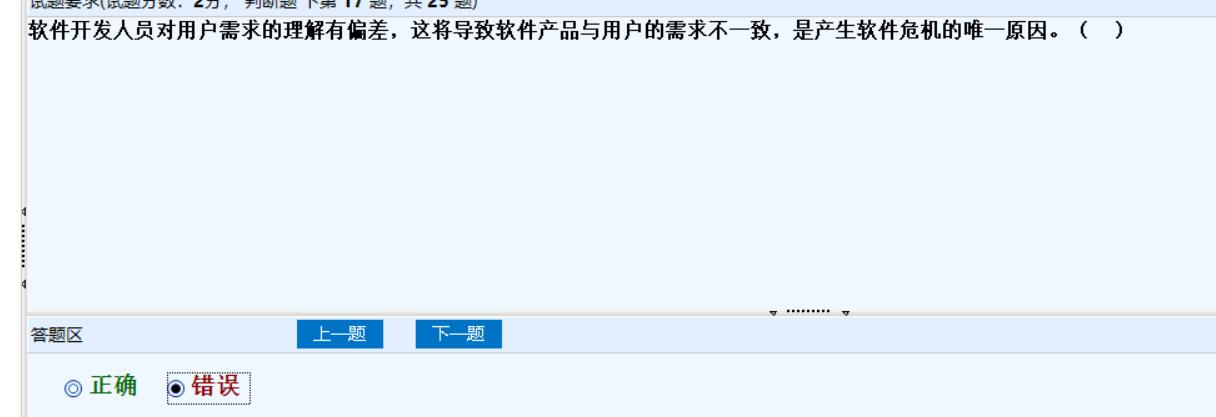 试题要求(试题分数：2分， 判断题 下第 17 题，共 25 题)
软件开发人员对用户需求的理解有偏差，这将导致软件产品与用户的需求不一致，是产生软件危机的唯一原因。（　）
答题区 上一题 下一题
正确 错误